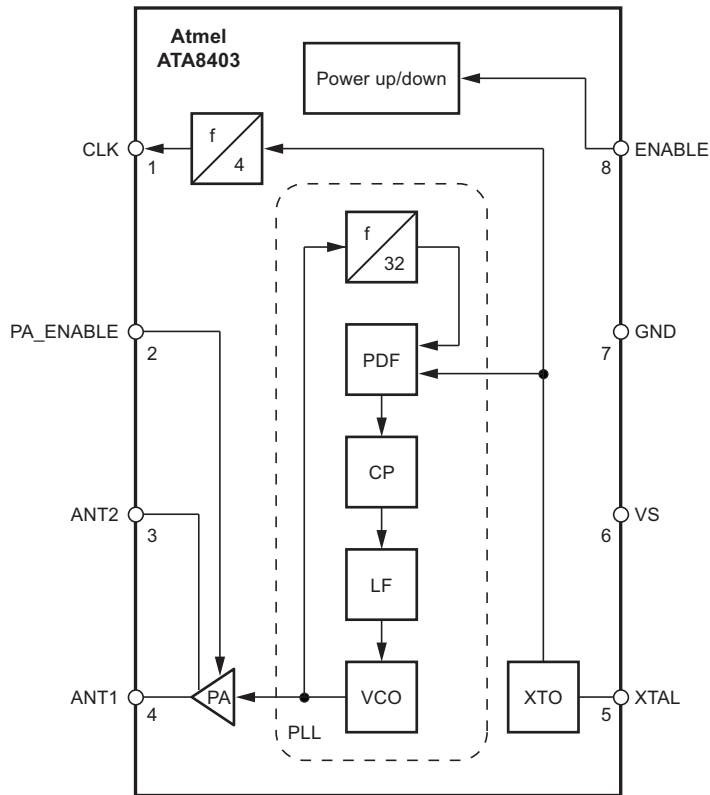 Atmel
ATA8403
Power up/down
CLK
1
f
4
ENABLE
8
f
32
PA_ENABLE
2
PDF
GND
7
CP
ANT2
3
VS
6
LF
ANT1
4
PA
VCO
XTO
XTAL
5
PLL